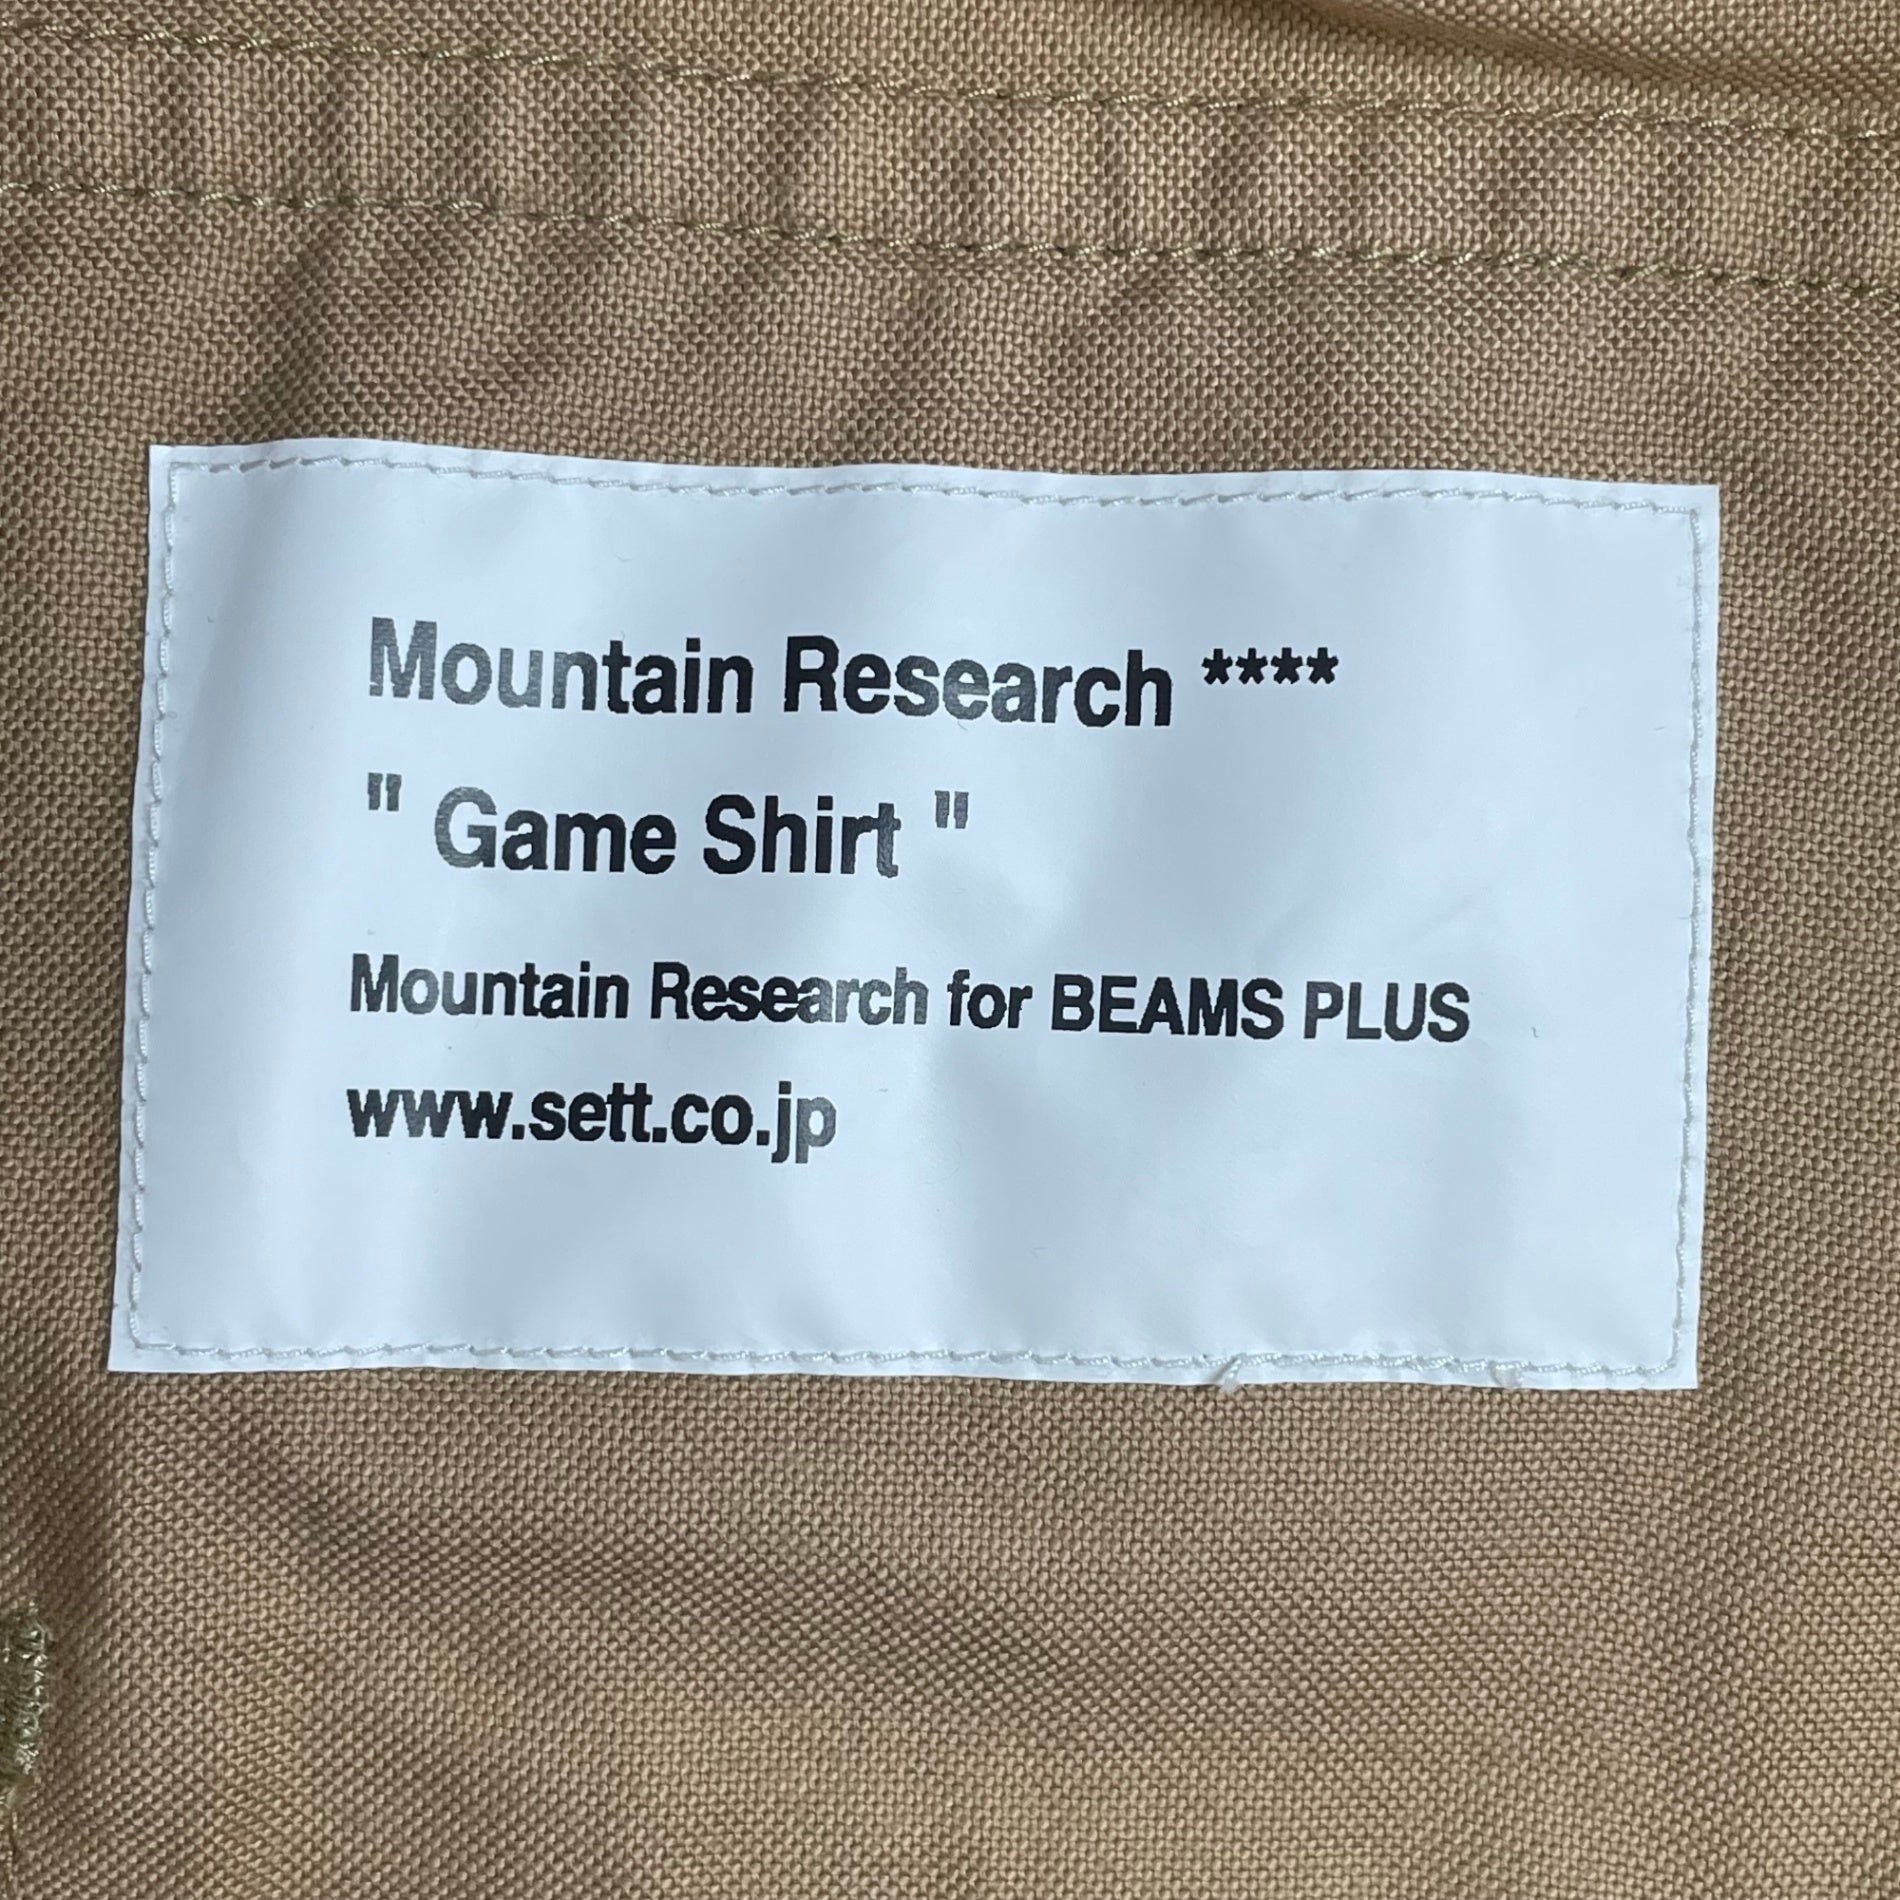 Mountain Research ****
" Game Shirt "
Mountain Research for BEAMS PLUS
www.sett.co.jp